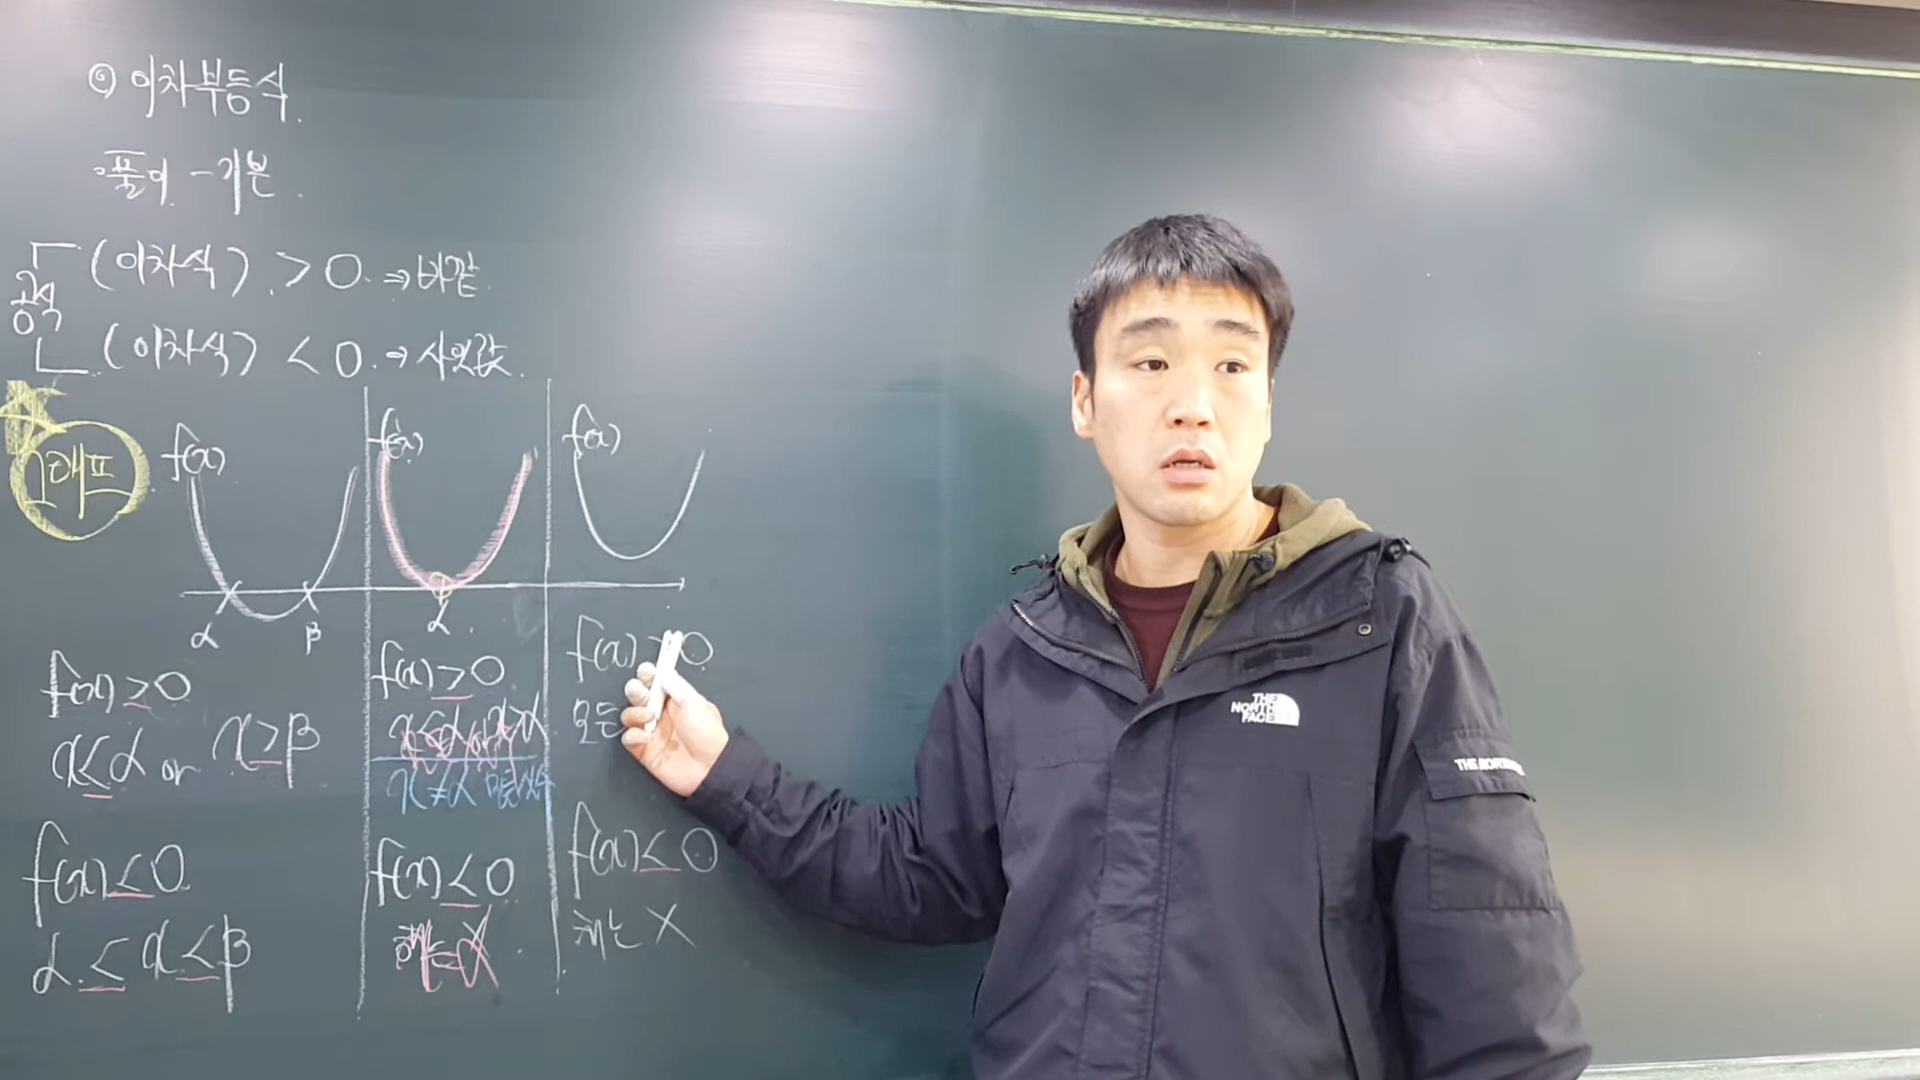 ◎ 이차부등식.
풀이 - 기본.
공식
(이차식) > 0. ⇒ 바깥.
(이차식) < 0. ⇒ 사잇값.
그래프
f(x) f(x) f(x)
α β α.
f(x) ≥ 0
x ≤ α or x ≥ β
f(x) ≤ 0
α ≤ x ≤ β
f(x) ≥ 0
x ≠ α 모든실수
f(x) ≤ 0
해는 X
f(x) 0.
모든
f(x) ≤ 0
해는 X
THE NORTH FACE
THE NORTH